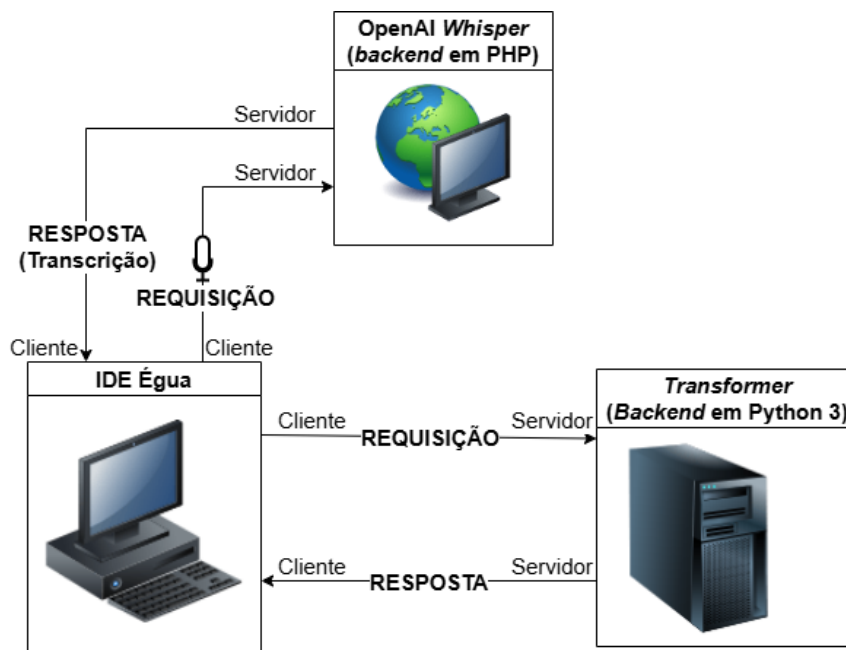 OpenAI Whisper
(backend em PHP)
Servidor
Servidor
RESPOSTA
(Transcrição)
REQUISIÇÃO
Cliente
Cliente
IDE Égua
Transformer
(Backend em Python 3)
Cliente
REQUISIÇÃO
Servidor
Cliente
RESPOSTA
Servidor